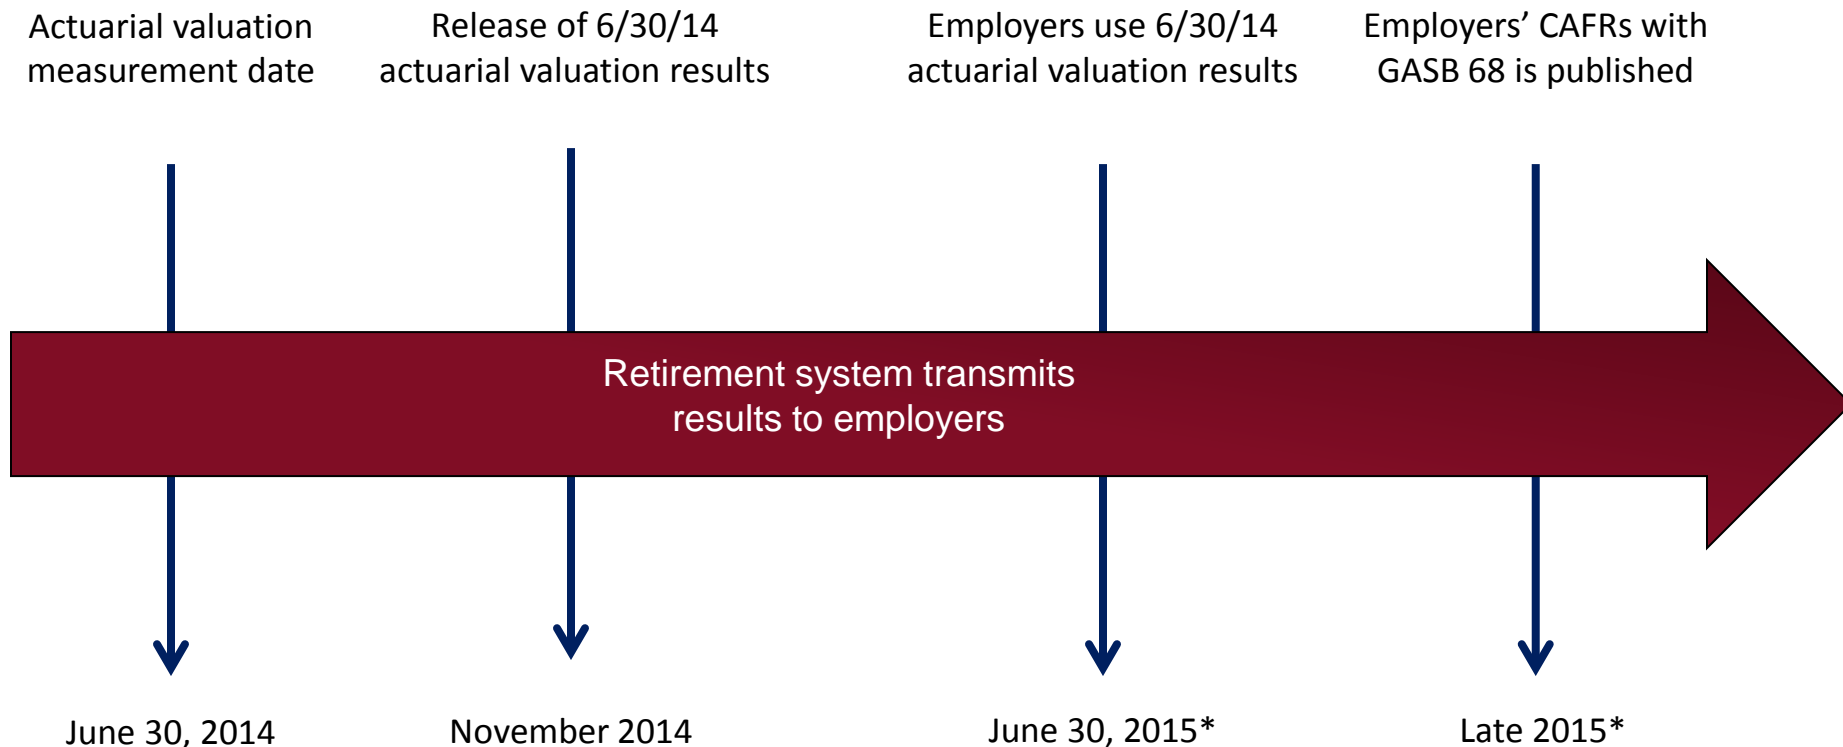 Actuarial valuation
measurement date
Release of 6/30/14
actuarial valuation results
Employers use 6/30/14
actuarial valuation results
Employers’ CAFRs with
GASB 68 is published
Retirement system transmits
results to employers
June 30, 2014
November 2014
June 30, 2015*
Late 2015*